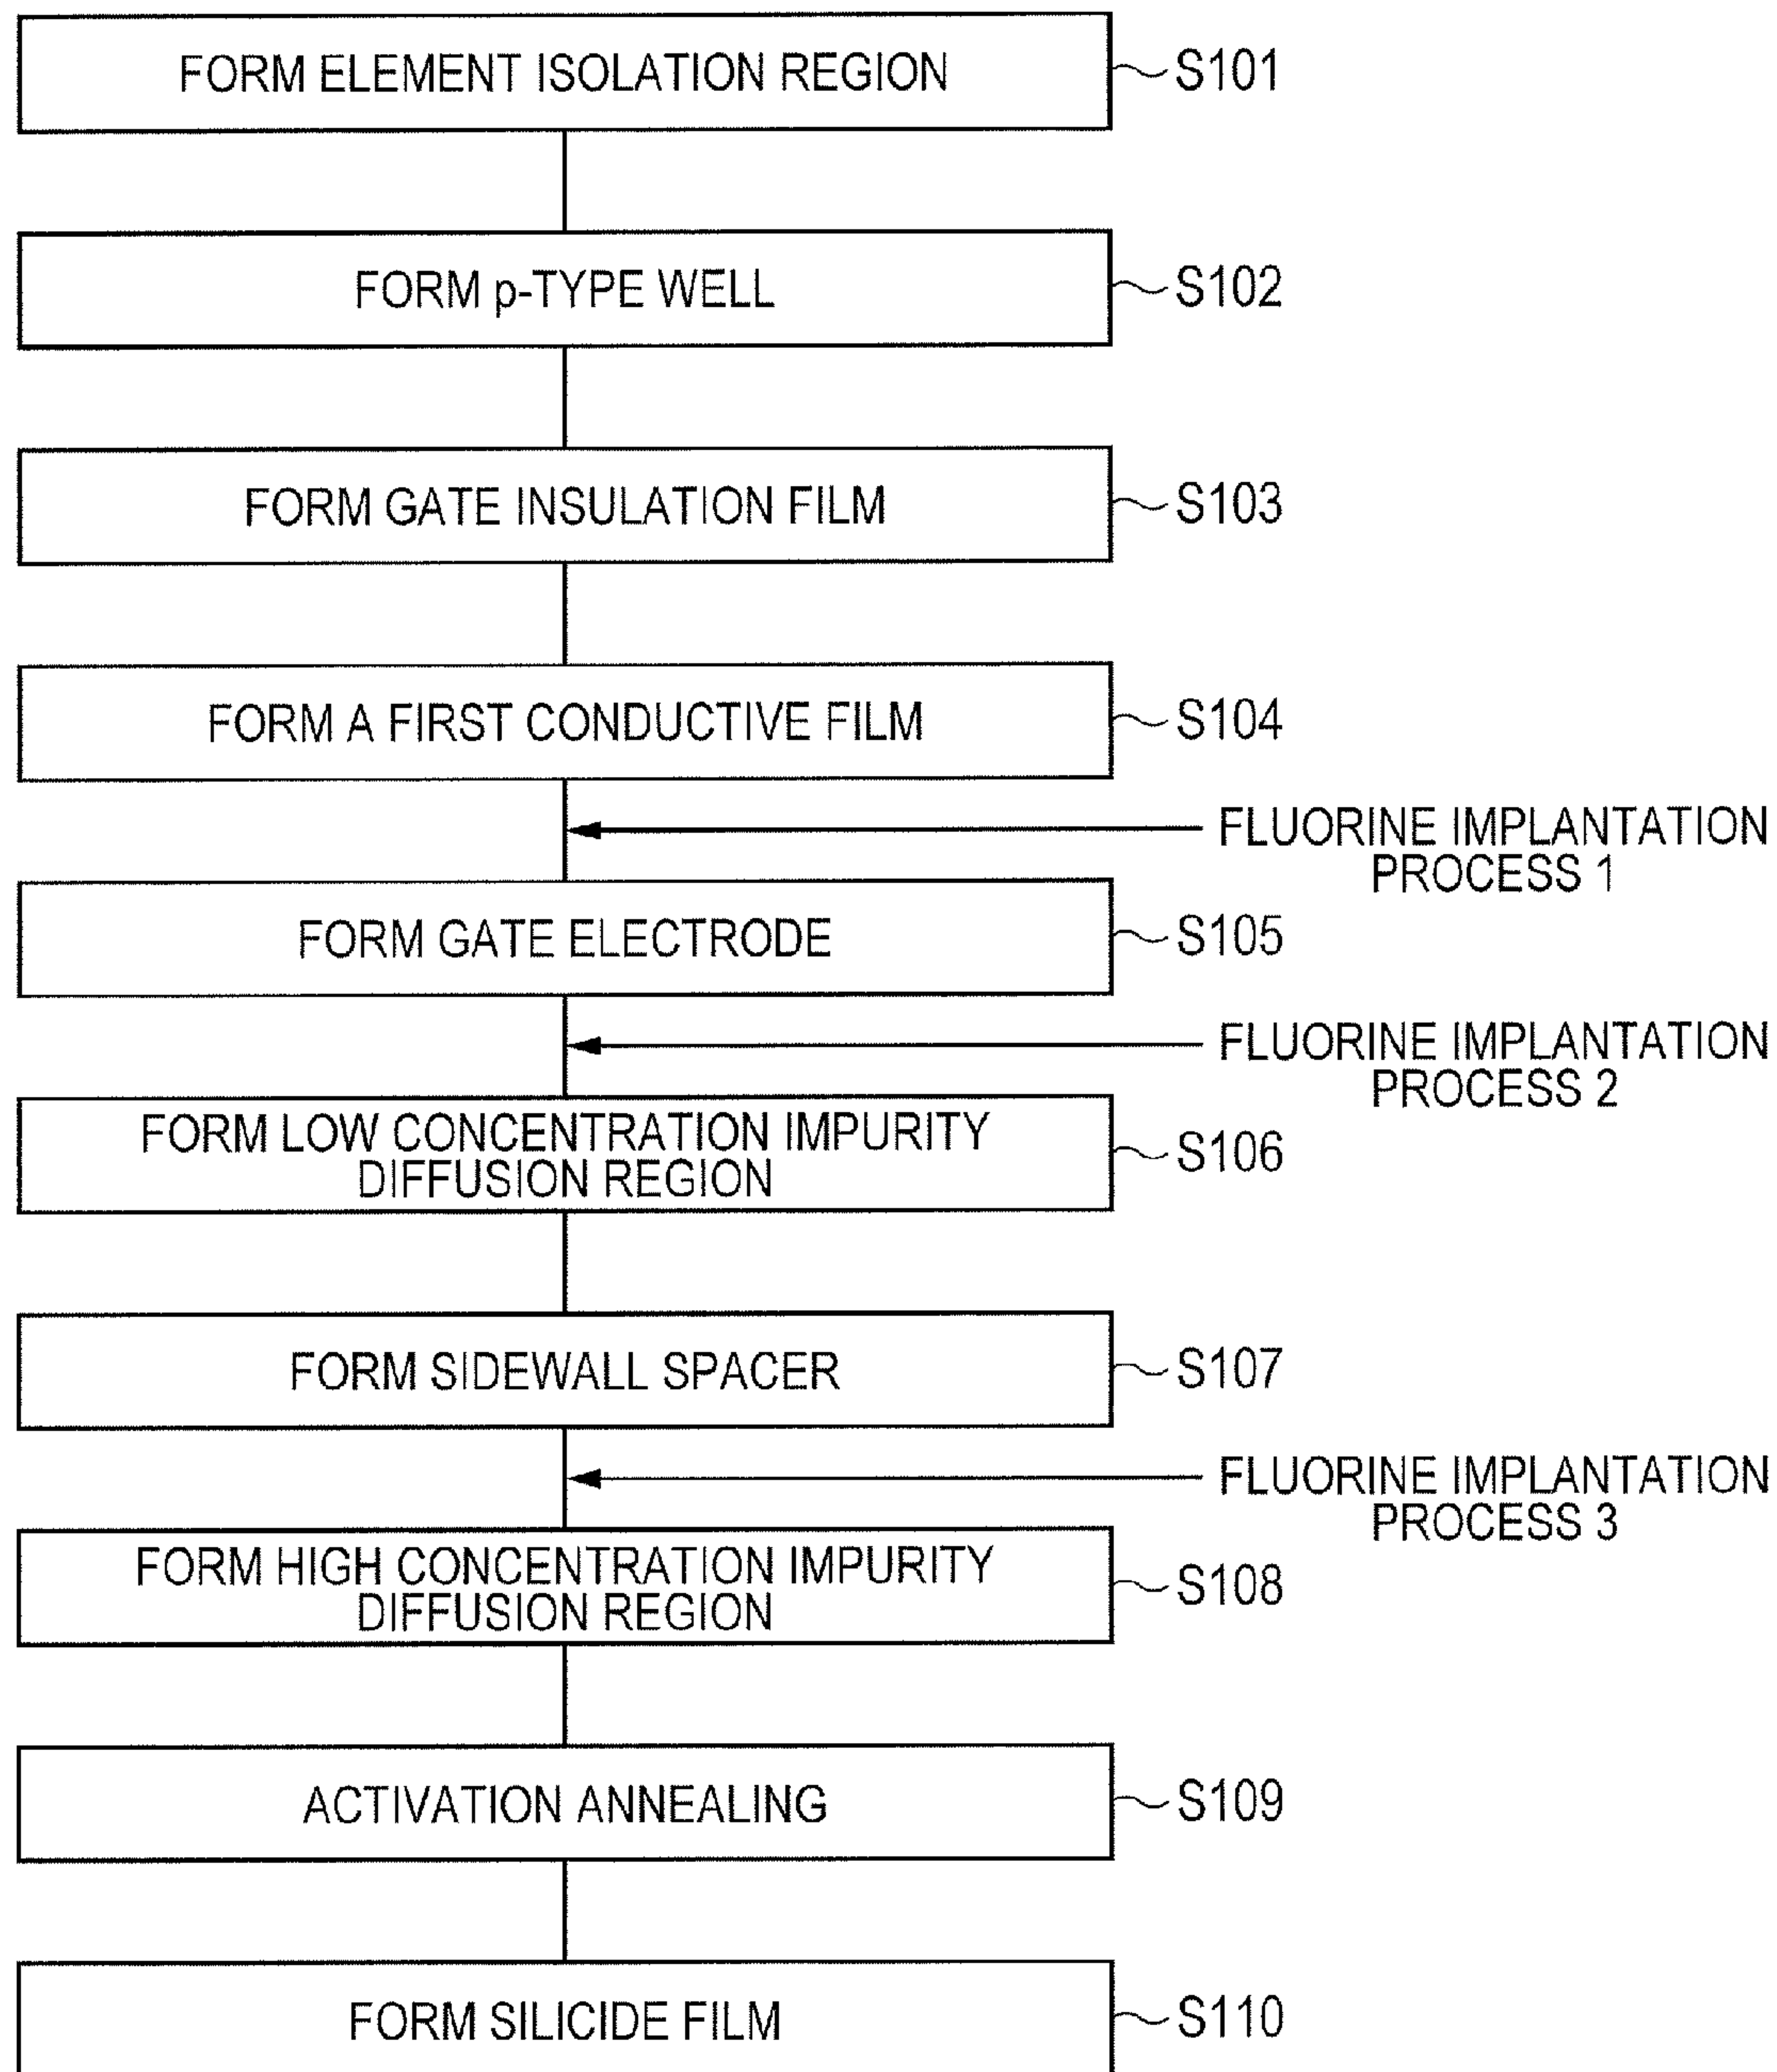 FORM ELEMENT ISOLATION REGION
S101
FORM p-TYPE WELL
S102
FORM GATE INSULATION FILM
S103
FORM A FIRST CONDUCTIVE FILM
S104
FLUORINE IMPLANTATION
PROCESS 1
FORM GATE ELECTRODE
S105
FLUORINE IMPLANTATION
PROCESS 2
FORM LOW CONCENTRATION IMPURITY
DIFFUSION REGION
S106
FORM SIDEWALL SPACER
S107
FLUORINE IMPLANTATION
PROCESS 3
FORM HIGH CONCENTRATION IMPURITY
DIFFUSION REGION
S108
ACTIVATION ANNEALING
S109
FORM SILICIDE FILM
S110